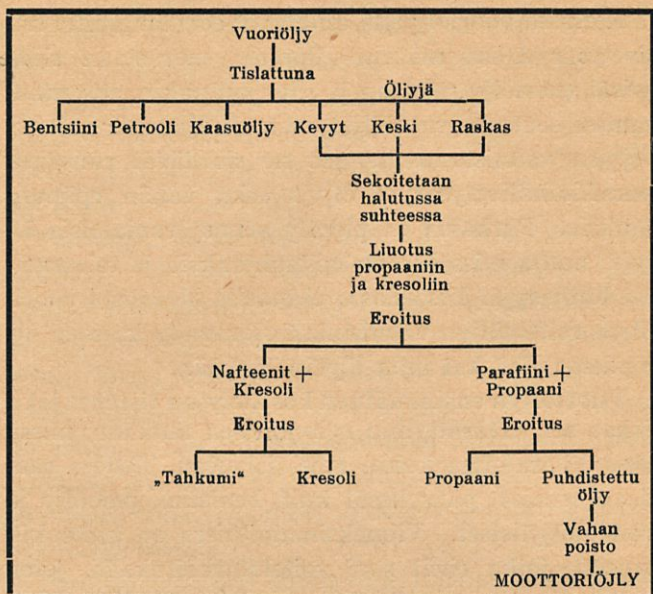 Vuoriöljy
Tislattuna
Öliyjä
Bentsiini Petrooli Kaasuöljy Kevyt Keski Raskas
Sekoitetaan
halutussa
suhteessa
Liuotus
propaaniin
ja kresoliin
Eroitus
Nafteenit + Parafiini +
Kresoli Propaani
Eroitus Eroitus
„Tahkumi“ Kresoli Propaani Puhdistettu
öljy
Vahan
poisto
MOOTTORIÖJLY